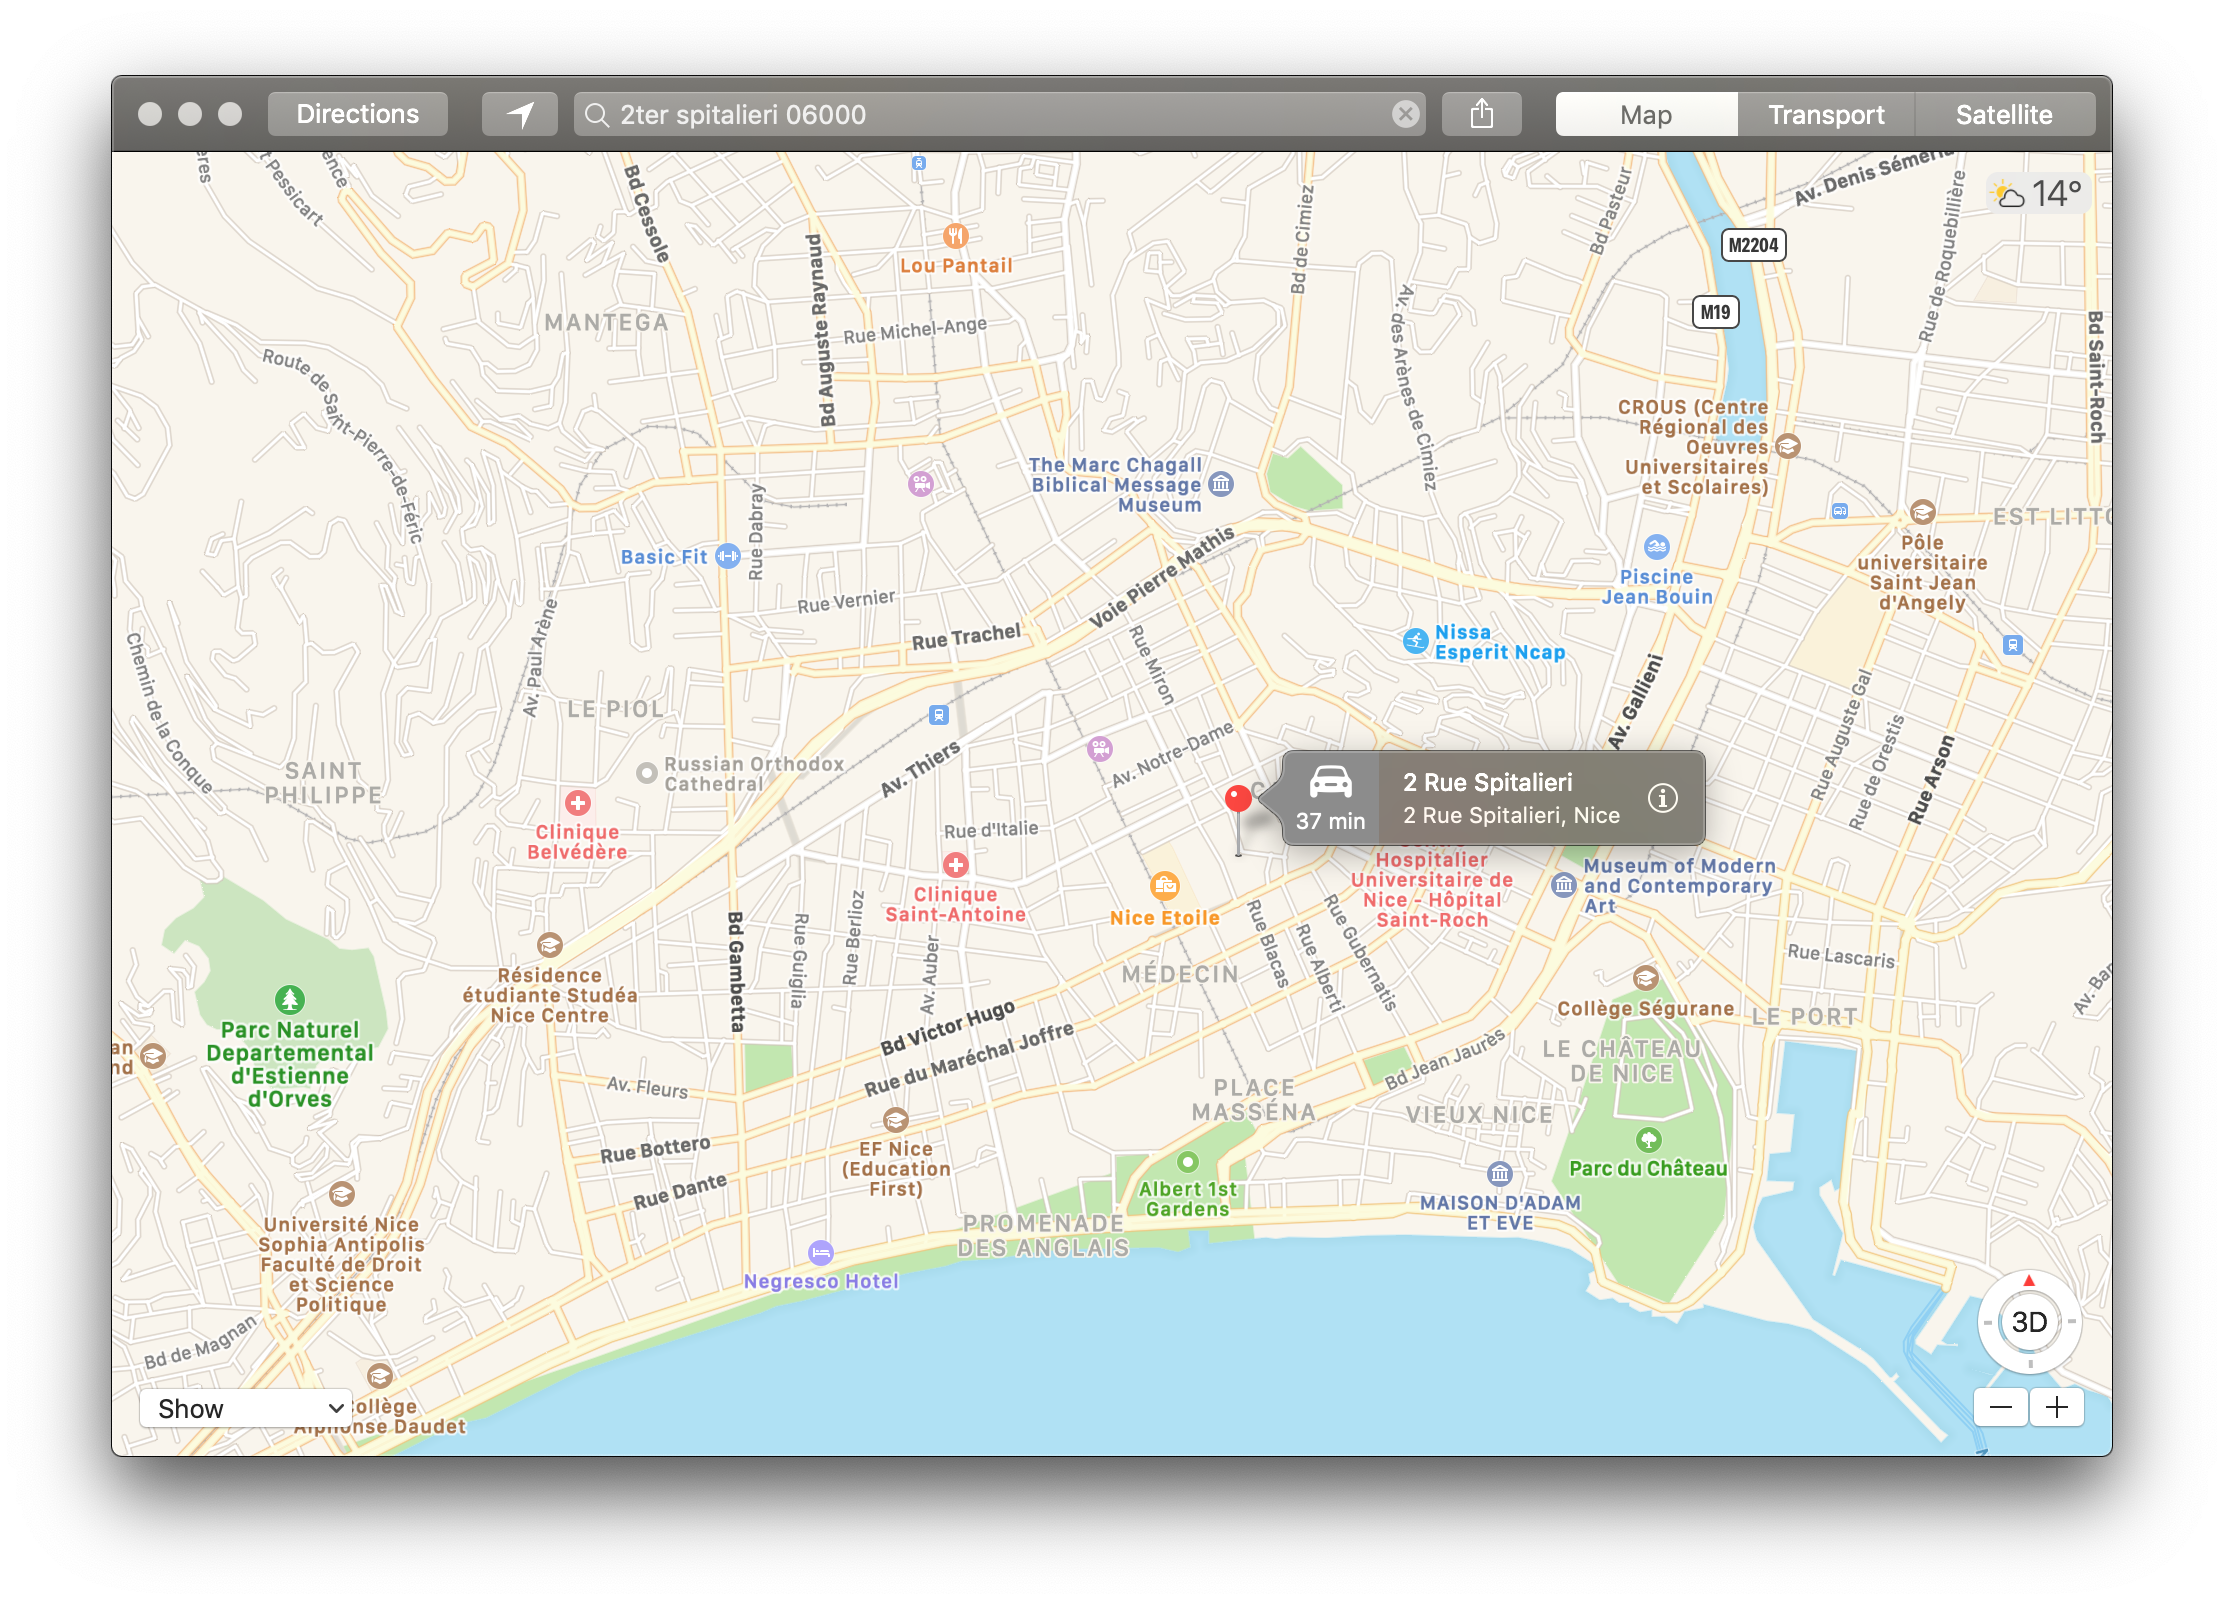 Directions
2ter spitalieri 06000
Map
Transport
Satellite
14°
Bd Cessole
t Pessicart
Av. Denis Séméria
Bd de Cimiez
Bd Pasteur
Rue de Roquebillière
M2204
Lou Pantail
Bd Auguste Raynaud
M19
MANTEGA
Rue Michel-Ange
Av. des Arènes de Cimiez
Bd Saint-Roch
Route de Saint-Pierre-de-Féric
CROUS (Centre
Régional des
Oeuvres
Universitaires
et Scolaires)
The Marc Chagall
Biblical Message
Museum
Rue Dabray
EST LITTO
Basic Fit
Voie Pierre Mathis
Pôle
universitaire
Saint Jean
d'Angely
Piscine
Jean Bouin
Rue Vernier
Rue Trachel
Nissa
Esperit Ncap
Av. Paul Arène
Rue Miron
Chemin de la Conque
Av. Gallieni
LE PIOL
Rue Auguste Gal
Rue de Orestis
Rue Arson
Av. Thiers
Av. Notre-Dame
Russian Orthodox
Cathedral
SAINT
PHILIPPE
37 min
2 Rue Spitalieri
2 Rue Spitalieri, Nice
Clinique
Belvédère
Rue d'Italie
Hospitalier
Universitaire de
Nice - Hôpital
Saint-Roch
Museum of Modern
and Contemporary
Art
Clinique
Saint-Antoine
Nice Etoile
Bd Gambetta
Rue Guiglia
Rue Berlioz
Av. Auber
Rue Blacas
Rue Alberti
Rue Gubernatis
Rue Lascaris
MÉDECIN
Résidence
étudiante Studéa
Nice Centre
Collège Ségurane
LE PORT
Bd Victor Hugo
Rue du Maréchal Joffre
Parc Naturel
Departemental
d'Estienne
d'Orves
LE CHÂTEAU
DE NICE
Bd Jean Jaurès
Av. Fleurs
PLACE
MASSÉNA
VIEUX NICE
Rue Bottero
EF Nice
(Education
First)
Parc du Château
Rue Dante
Albert 1st
Gardens
MAISON D'ADAM
ET EVE
PROMENADE
DES ANGLAIS
Université Nice
Sophia Antipolis
Faculté de Droit
et Science
Politique
Negresco Hotel
Bd de Magnan
3D
Show
ollège
Alphonse Daudet